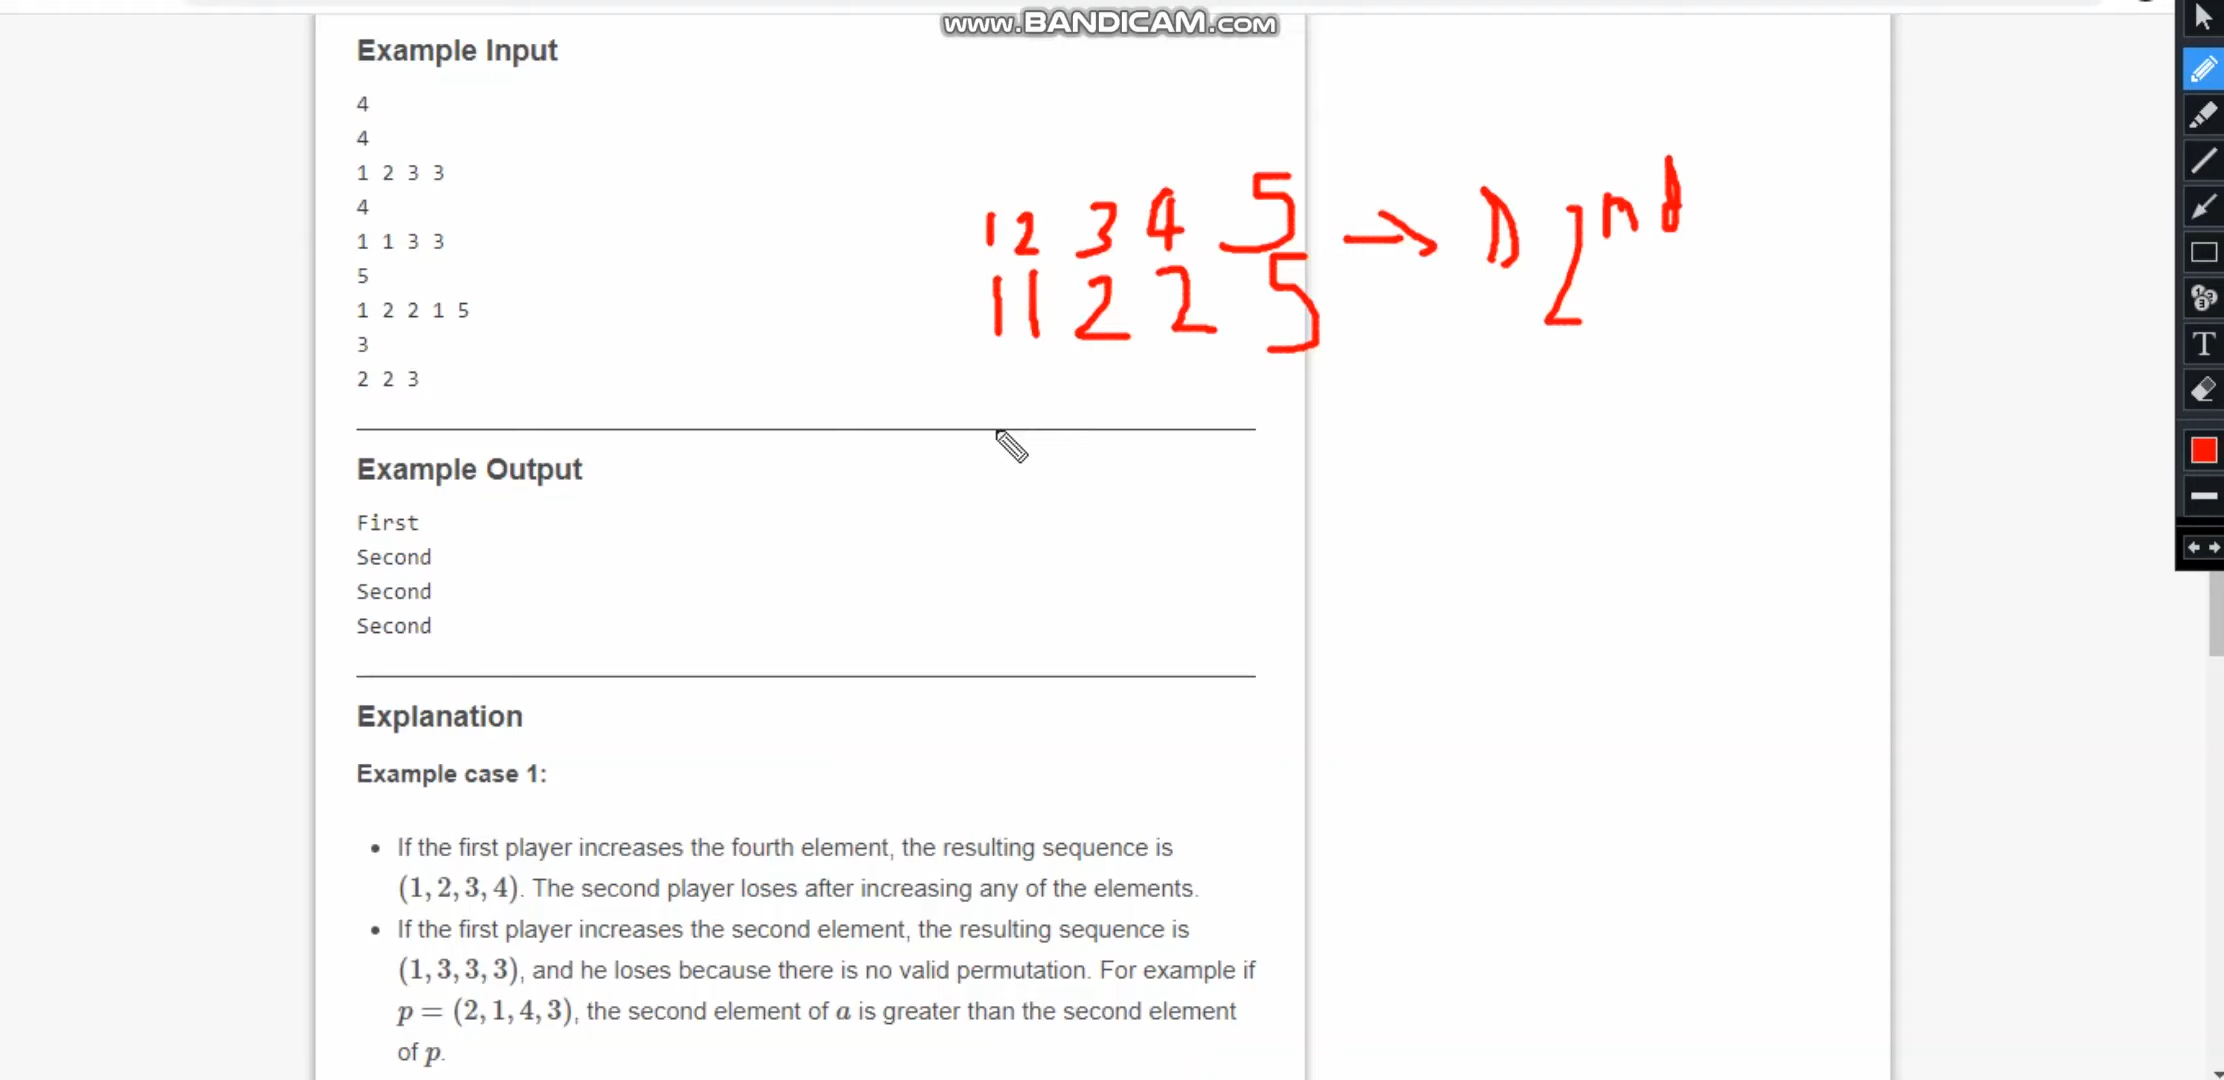 www.BANDICAM.com
Example Input
4
4
1 2 3 3
4
1 1 3 3
5
1 2 2 1 5
3
2 2 3
1 2 3 4 5 → D 2nd
1 1 2 2 5
Example Output
First
Second
Second
Second
Explanation
Example case 1:
• If the first player increases the fourth element, the resulting sequence is
(1, 2, 3, 4). The second player loses after increasing any of the elements.
• If the first player increases the second element, the resulting sequence is
(1, 3, 3, 3), and he loses because there is no valid permutation. For example if
p = (2, 1, 4, 3), the second element of a is greater than the second element
of p.